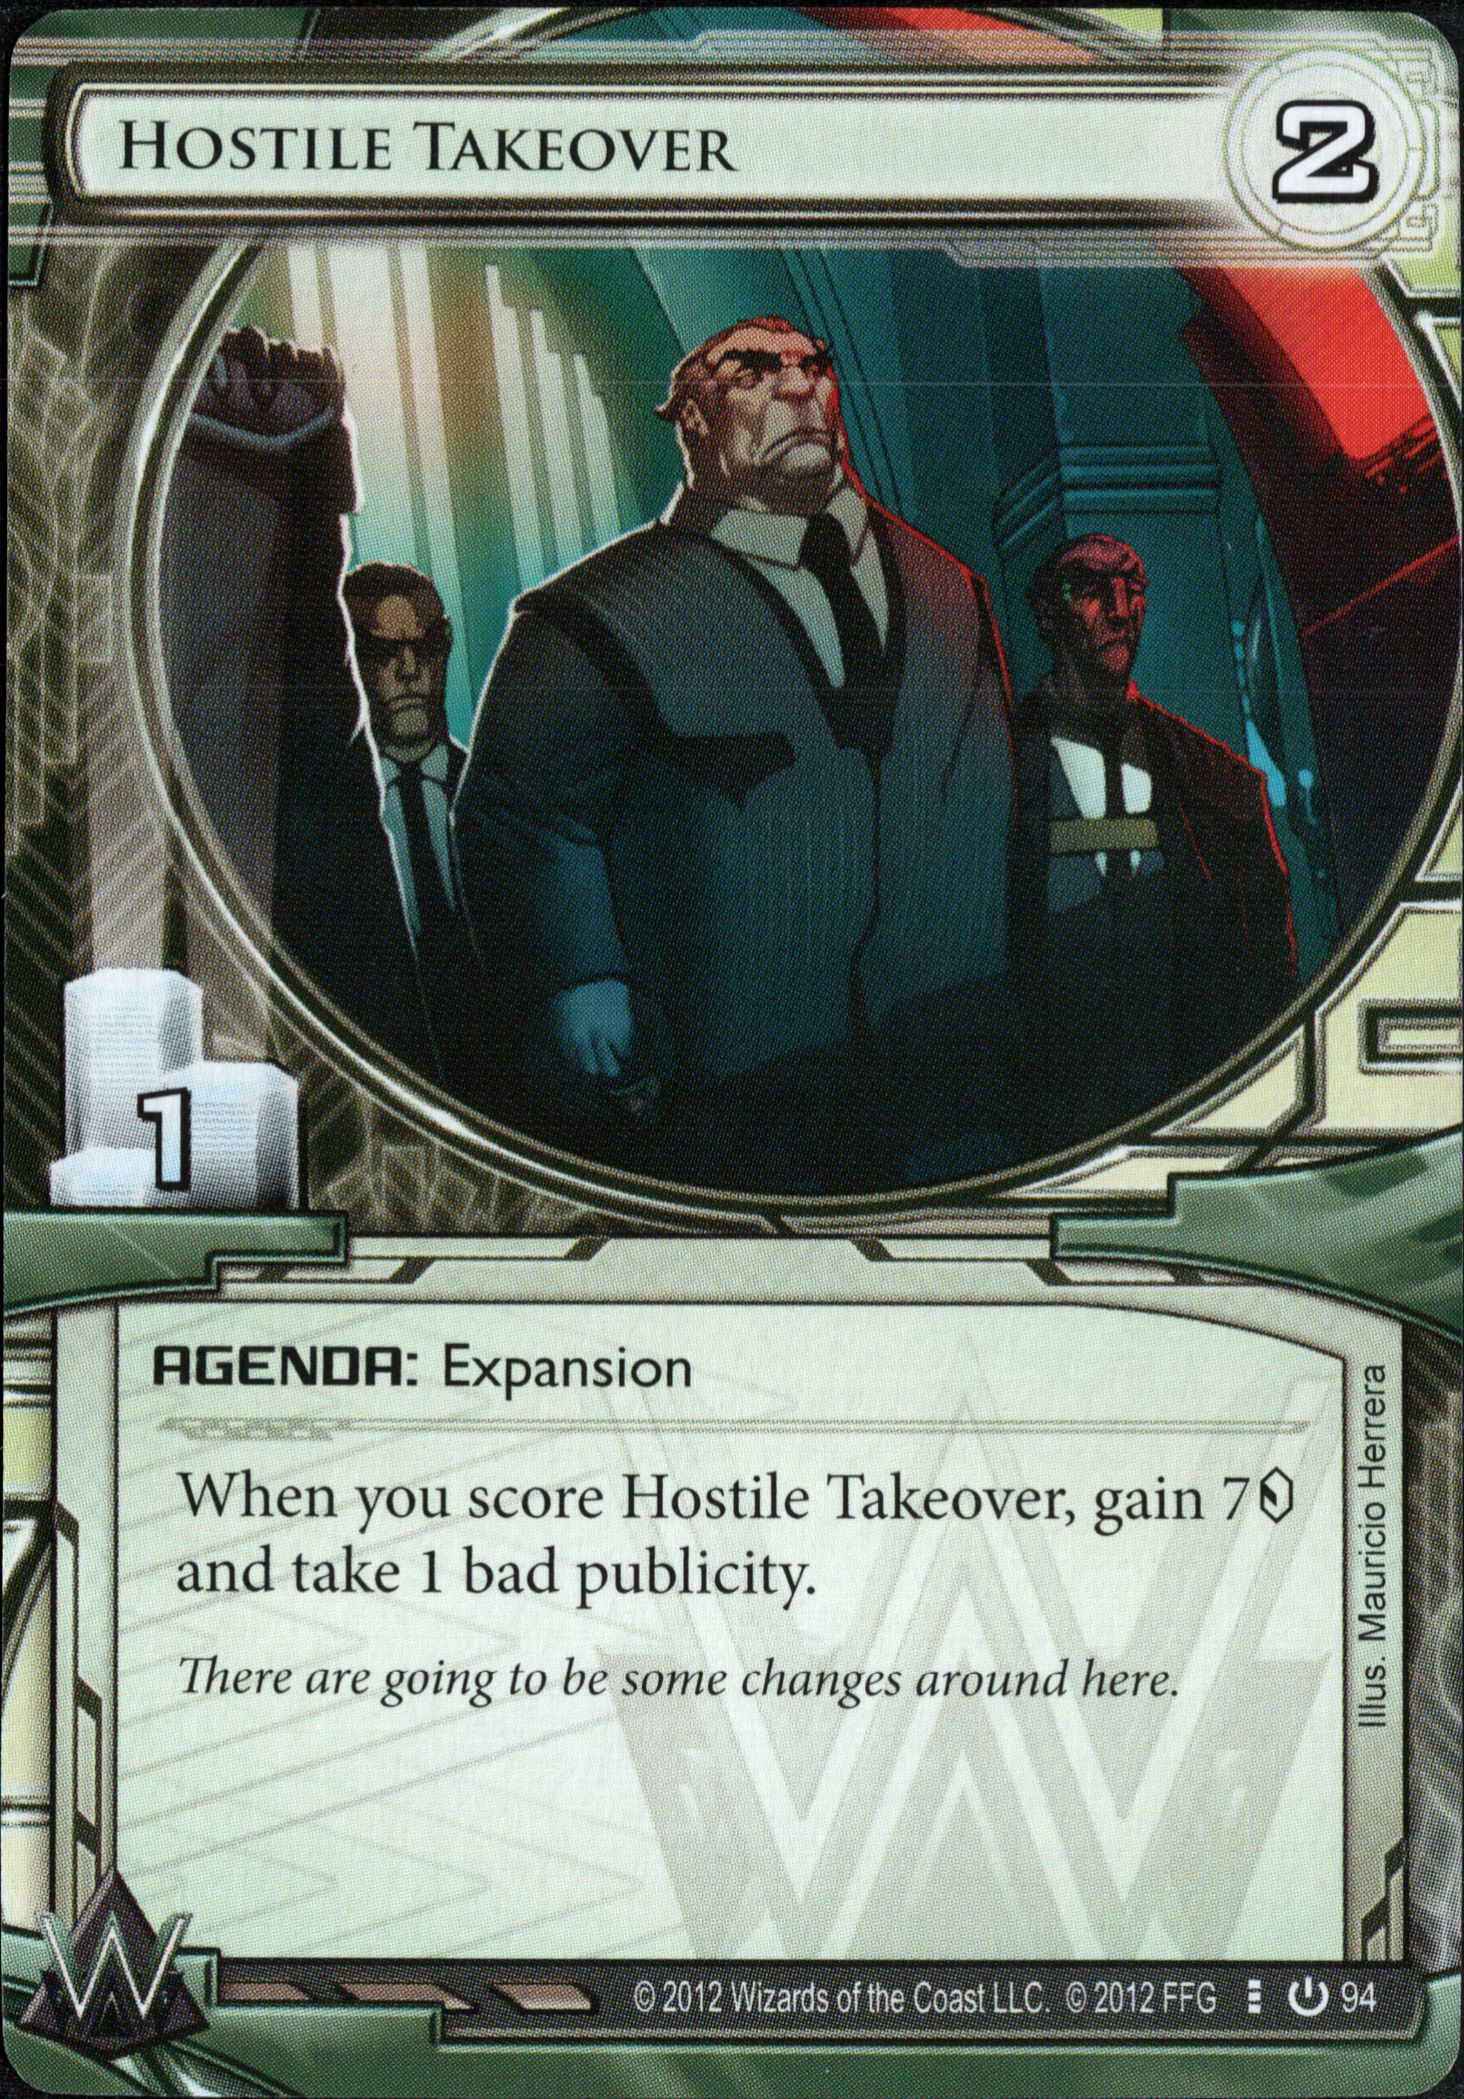 HOSTILE TAKEOVER
2
1
AGENDA: Expansion
When you score Hostile Takeover, gain 7
and take 1 bad publicity.
There are going to be some changes around here.
Illus. Mauricio Herrera
W
© 2012 Wizards of the Coast LLC. © 2012 FFG 94